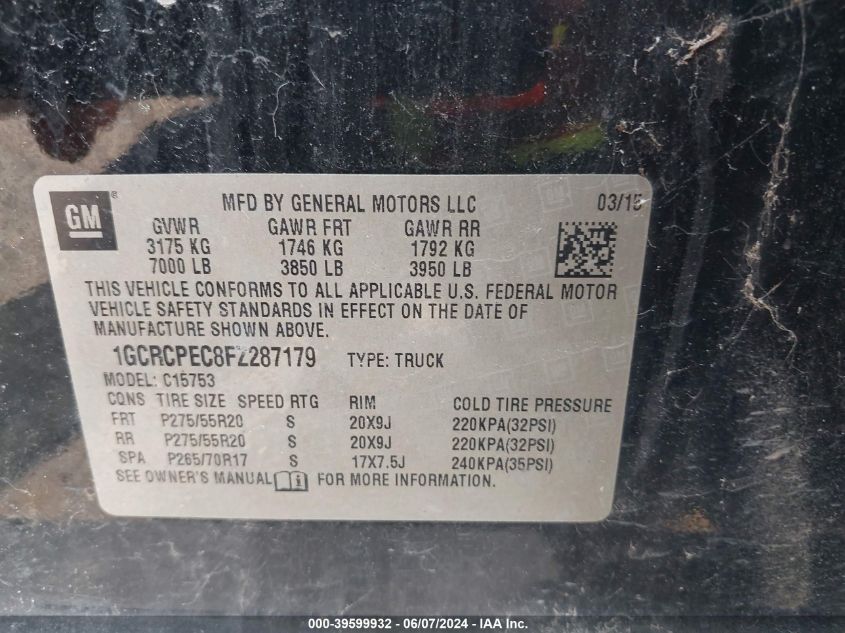 GM ® MFD BY GENERAL MOTORS LLC 03/15
GVWR GAWR FRT GAWR RR
3175 KG 1746 KG 1792 KG
7000 LB 3850 LB 3950 LB
THIS VEHICLE CONFORMS TO ALL APPLICABLE U.S. FEDERAL MOTOR
VEHICLE SAFETY STANDARDS IN EFFECT ON THE DATE OF
MANUFACTURE SHOWN ABOVE.
1GCRCPEC8FZ287179 TYPE: TRUCK
MODEL: C15753
CONS TIRE SIZE SPEED RTG RIM COLD TIRE PRESSURE
FRT P275/55R20 S 20X9J 220KPA(32PSI)
RR P275/55R20 S 20X9J 220KPA(32PSI)
SPA P265/70R17 S 17X7.5J 240KPA(35PSI)
SEE OWNER'S MANUAL FOR MORE INFORMATION.
000-39599932 - 06/07/2024 - IAA Inc.